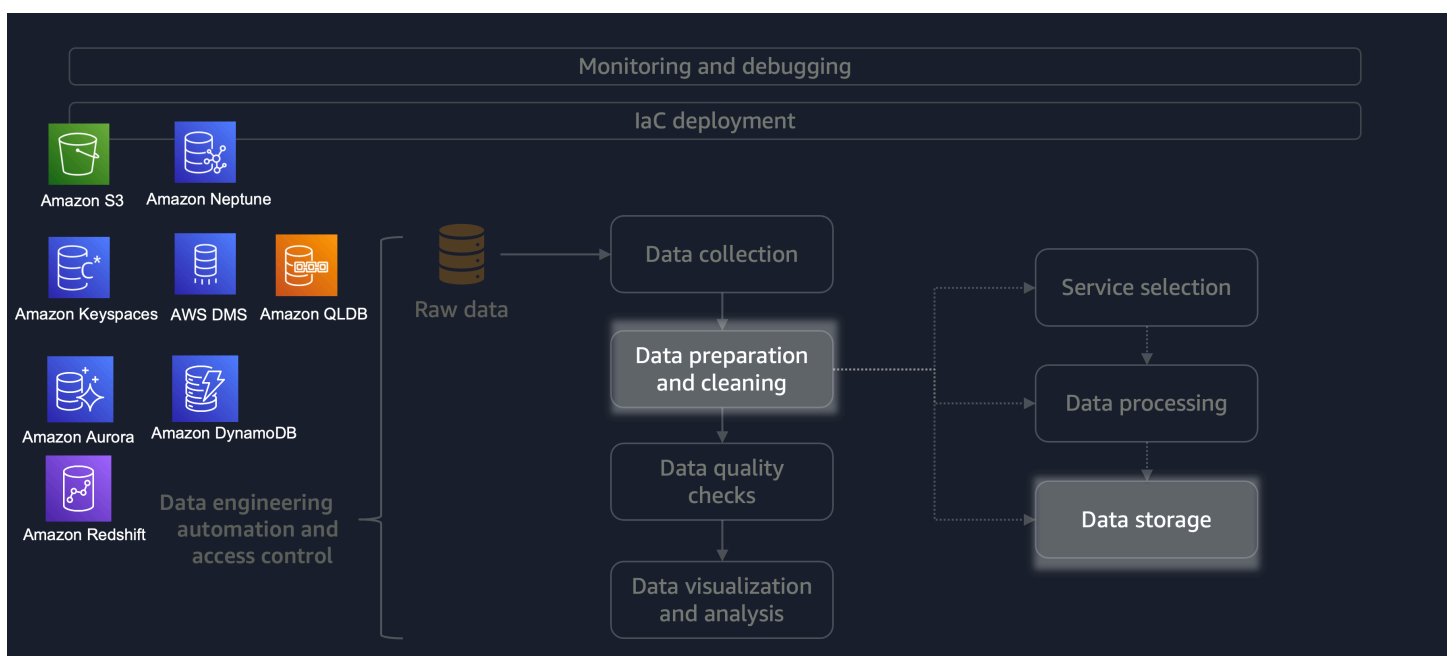 Monitoring and debugging
IaC deployment
Amazon S3
Amazon Neptune
Amazon Keyspaces
AWS DMS
Amazon QLDB
Amazon Aurora
Amazon DynamoDB
Amazon Redshift
Data engineering
automation and
access control
Raw data
Data collection
Data preparation
and cleaning
Data quality
checks
Data visualization
and analysis
Service selection
Data processing
Data storage